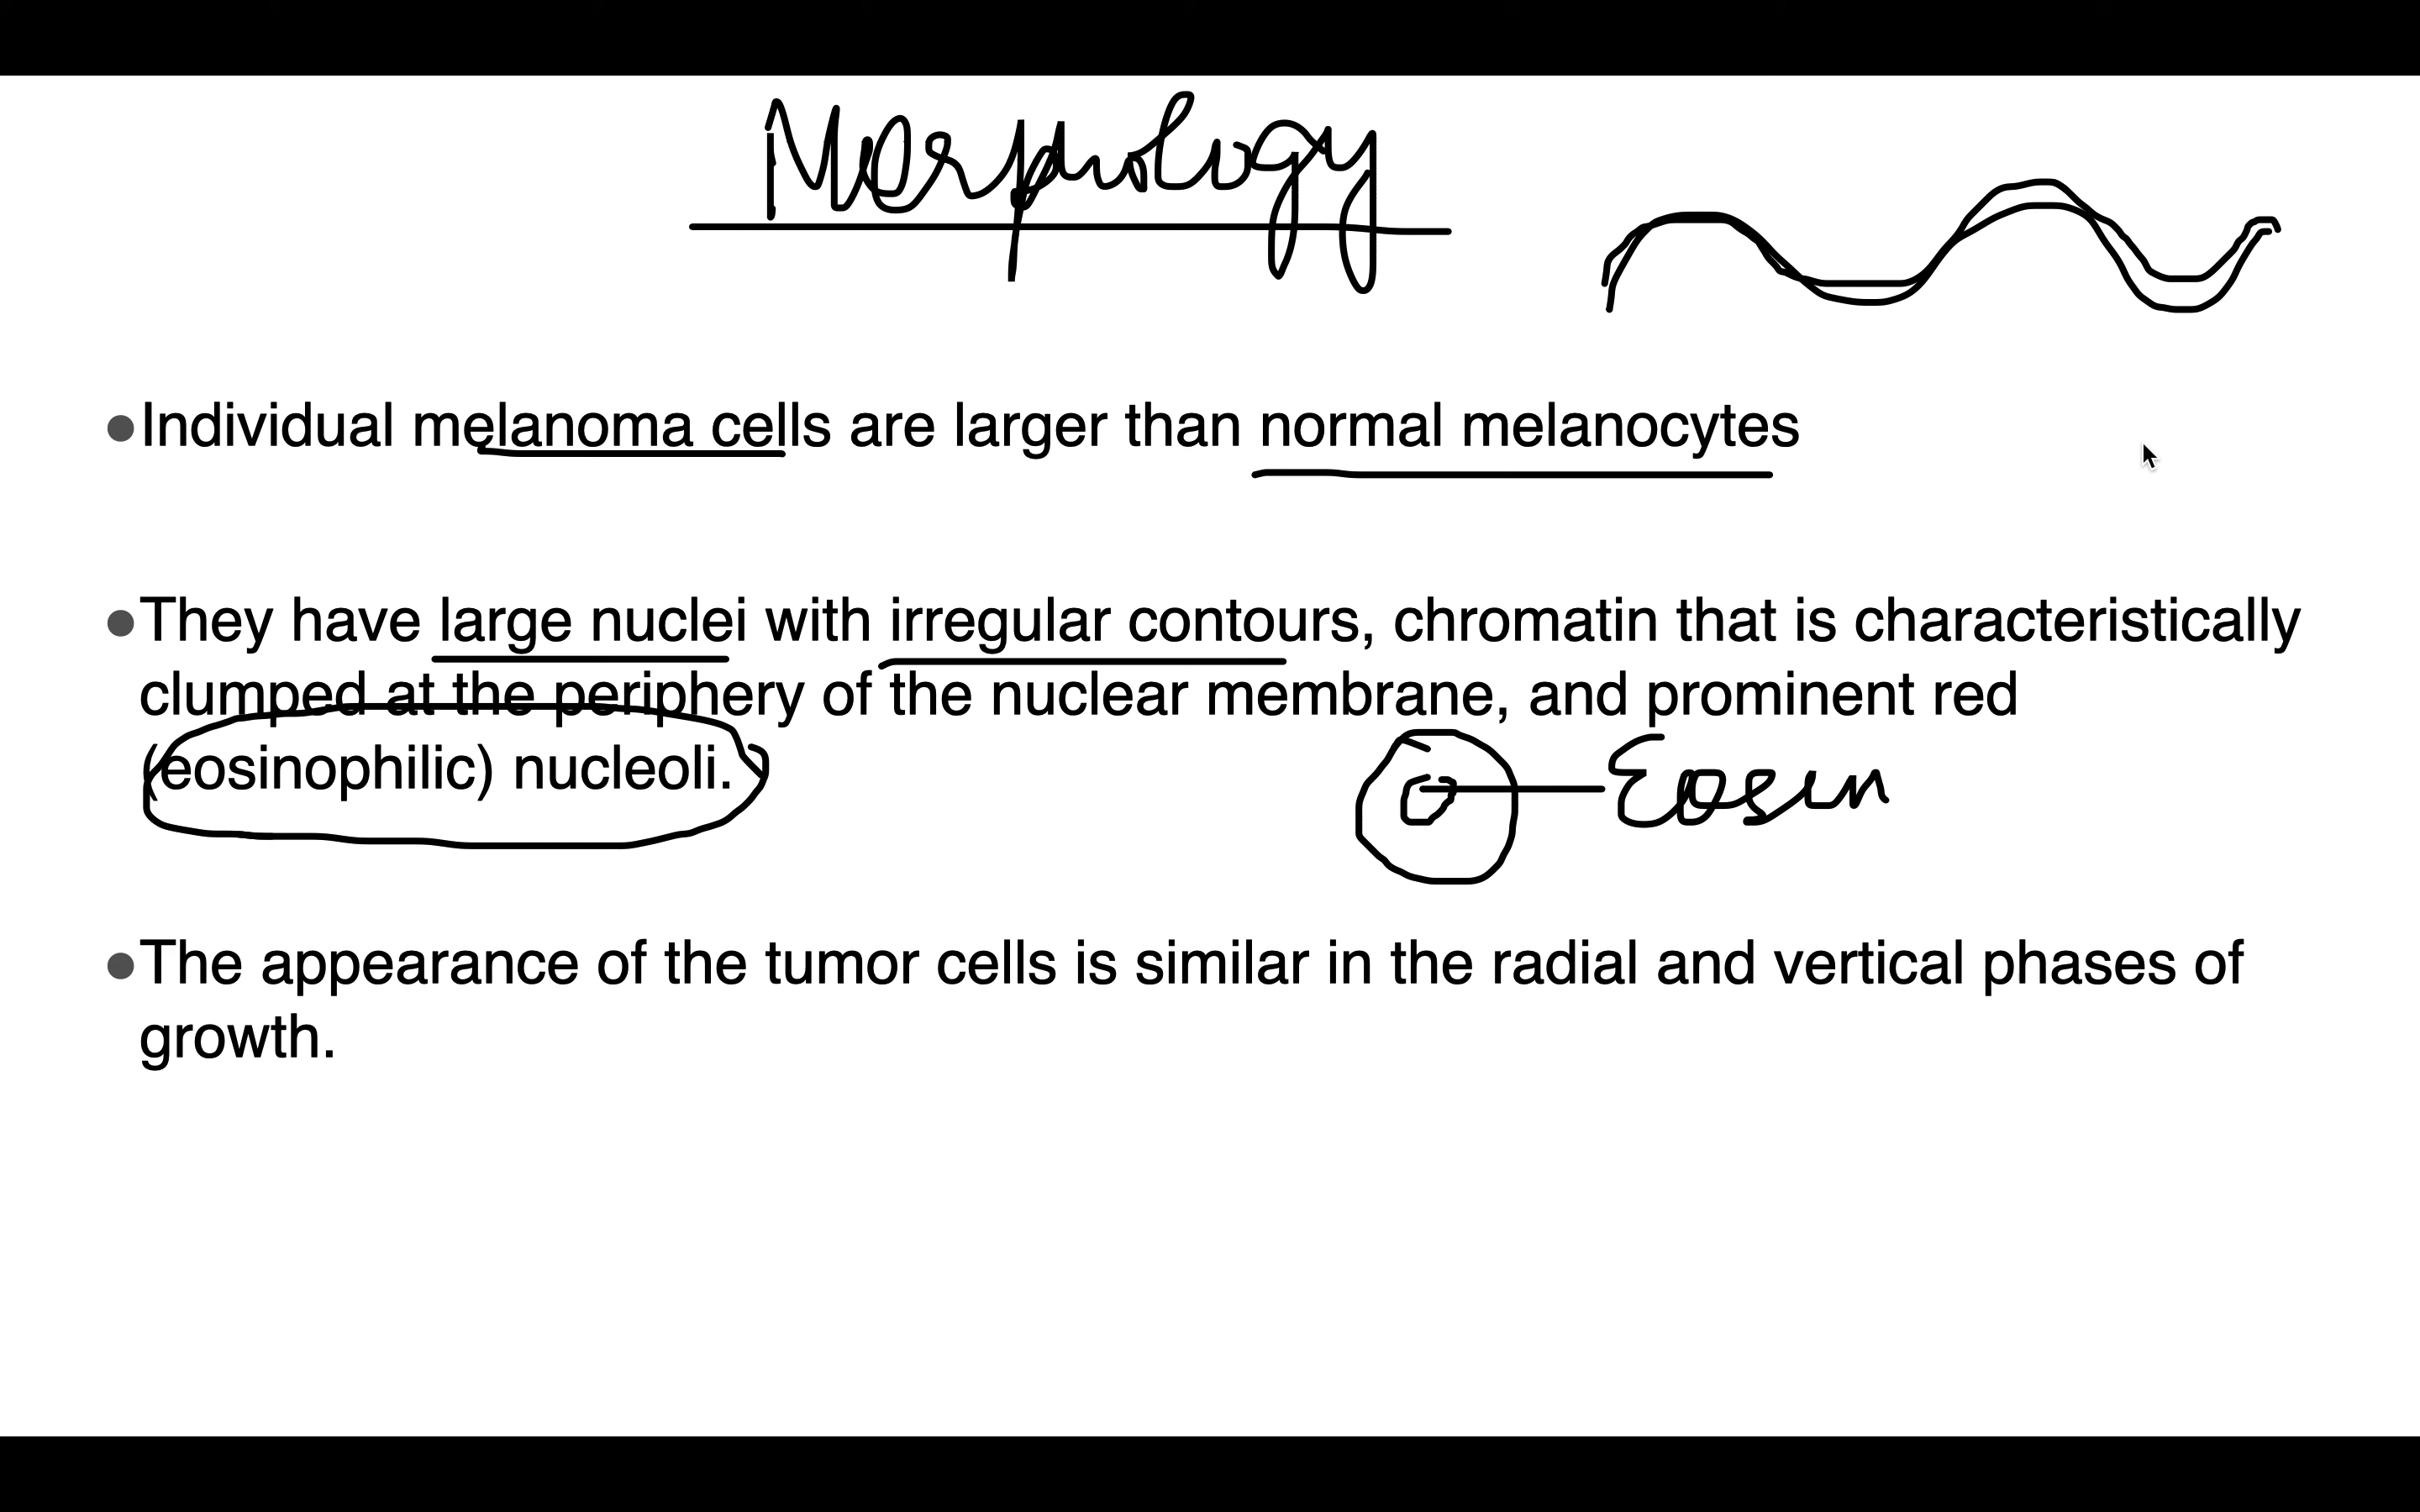 Morphology
Individual melanoma cells are larger than normal melanocytes
They have large nuclei with irregular contours, chromatin that is characteristically
clumped at the periphery of the nuclear membrane, and prominent red
(eosinophilic) nucleoli.
Eosin
The appearance of the tumor cells is similar in the radial and vertical phases of
growth.